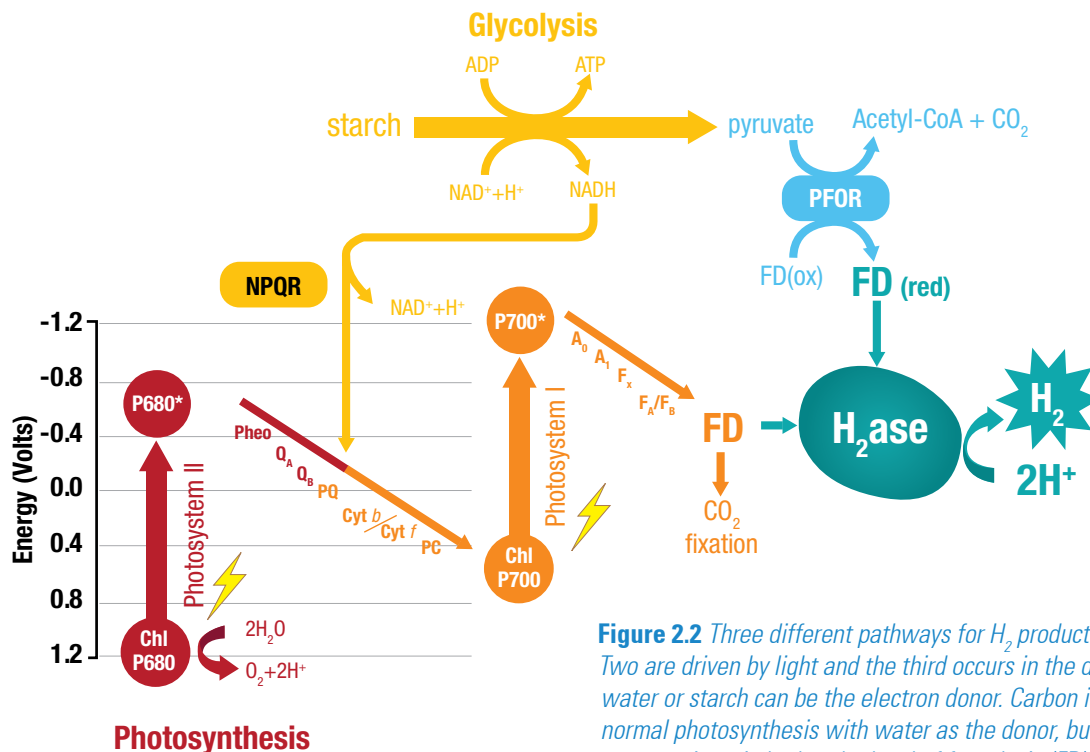 Glycolysis
ADP
ATP
starch
pyruvate
Acetyl-CoA + CO₂
NAD⁺+H⁺
NADH
PFOR
FD(ox)
FD (red)
NPQR
NAD⁺+H⁺
Energy (Volts)
-1.2
-0.8
-0.4
0.0
0.4
0.8
1.2
P680*
Photosystem II
Chl
P680
2H₂O
O₂+2H⁺
Pheo
Q_A
Q_B
PQ
Cyt b/Cyt f
PC
P700*
Photosystem I
Chl
P700
A₀
A₁
Fₓ
F_A/F_B
FD
CO₂
fixation
H₂ase
H₂
2H⁺
Photosynthesis
Figure 2.2 Three different pathways for H₂ product
Two are driven by light and the third occurs in the d
water or starch can be the electron donor. Carbon i
normal photosynthesis with water as the donor, bu